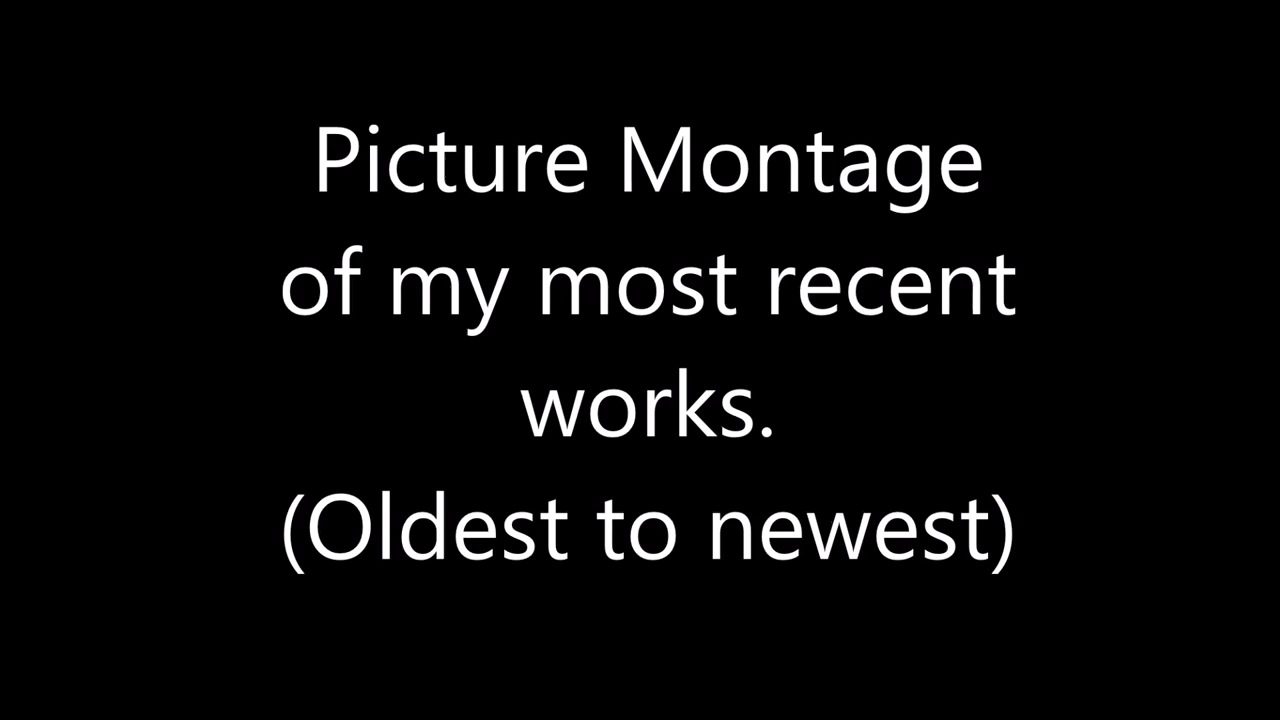 Picture Montage
of my most recent
works.
(Oldest to newest)